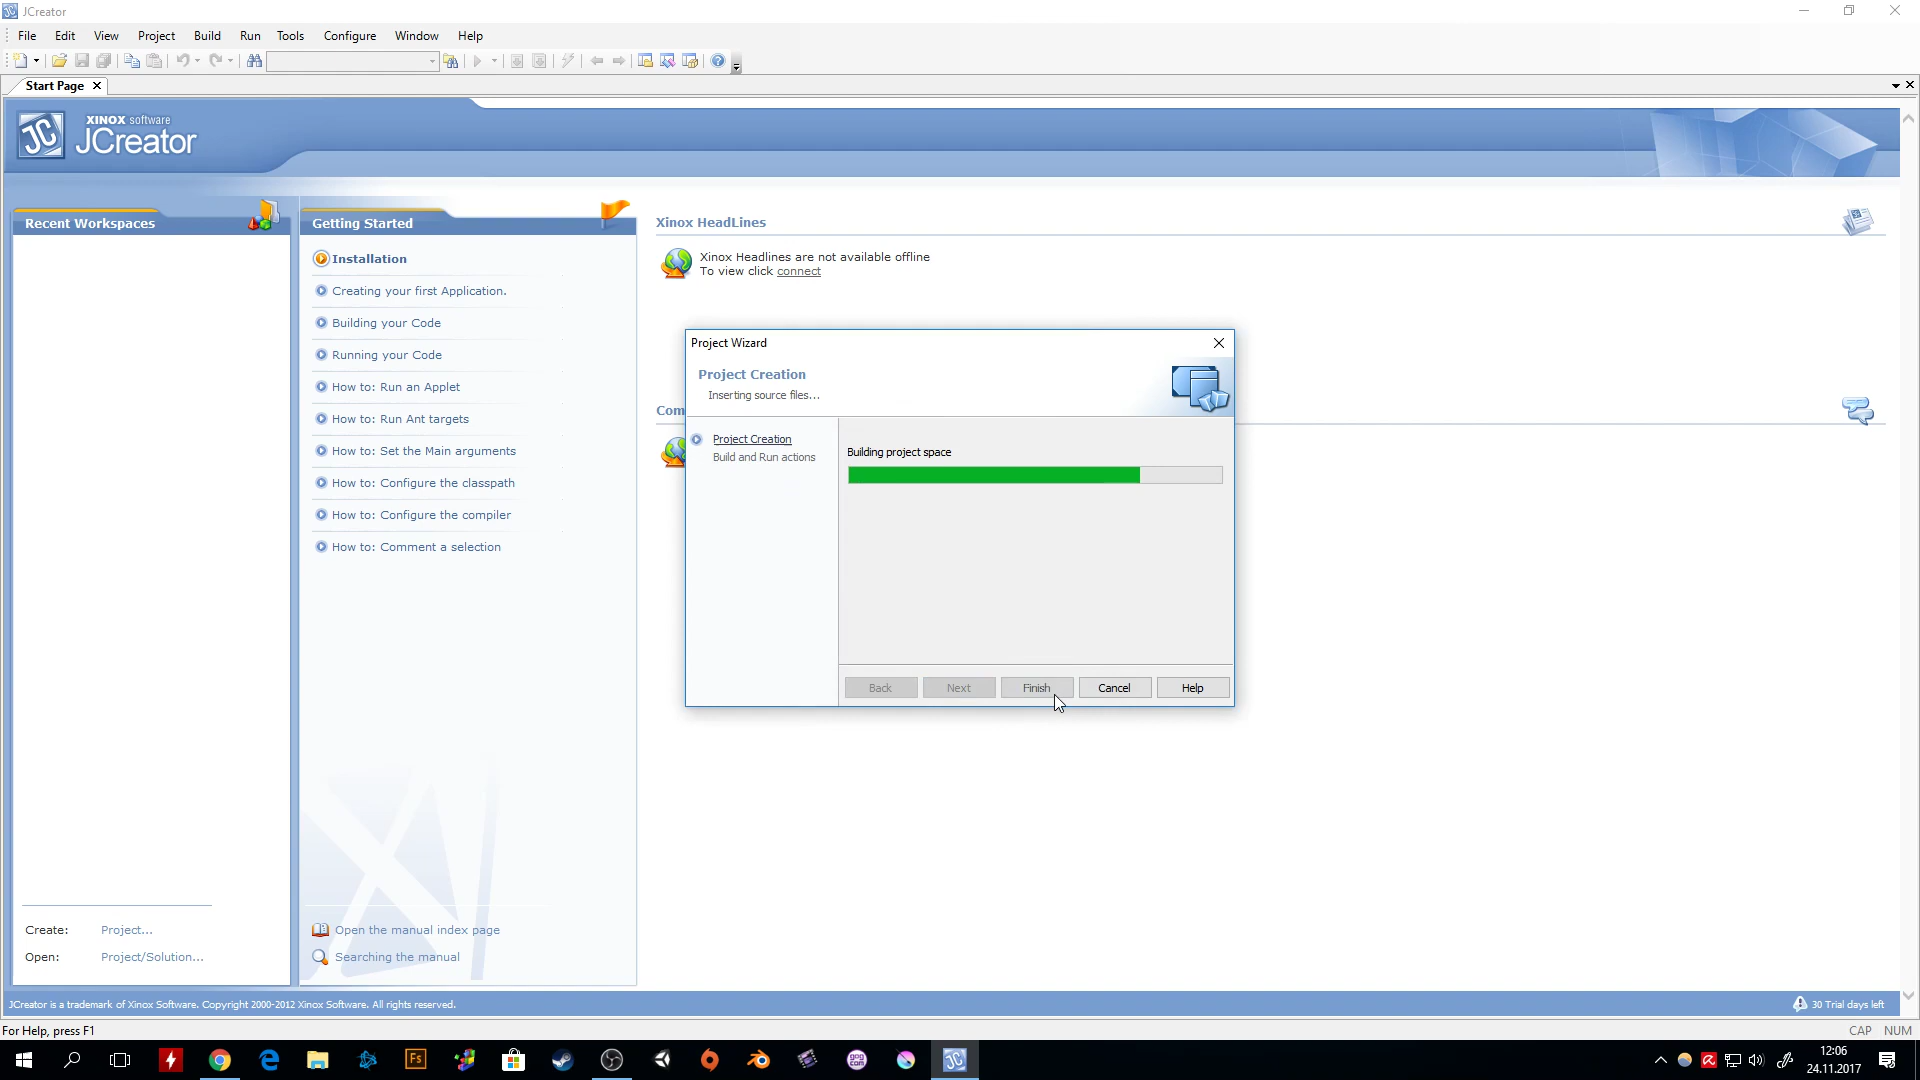 JCreator
File Edit View Project Build Run Tools Configure Window Help
Start Page
XINOX software
JCreator
Recent Workspaces
Create: Project...
Open: Project/Solution...
Getting Started
Installation
Creating your first Application.
Building your Code
Running your Code
How to: Run an Applet
How to: Run Ant targets
How to: Set the Main arguments
How to: Configure the classpath
How to: Configure the compiler
How to: Comment a selection
Open the manual index page
Searching the manual
Xinox HeadLines
Xinox Headlines are not available offline
To view click connect
Com
Project Wizard
Project Creation
Inserting source files...
Project Creation
Build and Run actions
Building project space
Back Next Finish Cancel Help
JCreator is a trademark of Xinox Software. Copyright 2000-2012 Xinox Software. All rights reserved.
30 Trial days left
For Help, press F1
CAP NUM
Fs
GOG COM
JC
12:06
24.11.2017